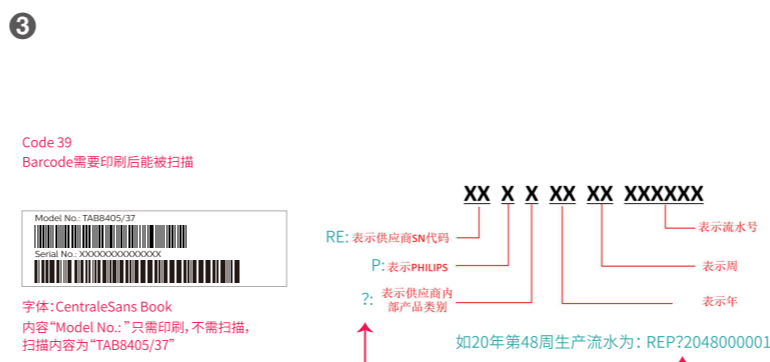 3
Code 39
Barcode需要印刷后能被扫描
Model No.: TAB8405/37
Serial No.: XXXXXXXXXXXXXX
字体:CentraleSans Book
内容“Model No.: ”只需印刷,不需扫描,
扫描内容为“TAB8405/37”
XX X X XX XX XXXXXX
RE: 表示供应商SN代码
P: 表示PHILIPS
?: 表示供应商内
部产品类别
表示流水号
表示周
表示年
如20年第48周生产流水为: REP?2048000001